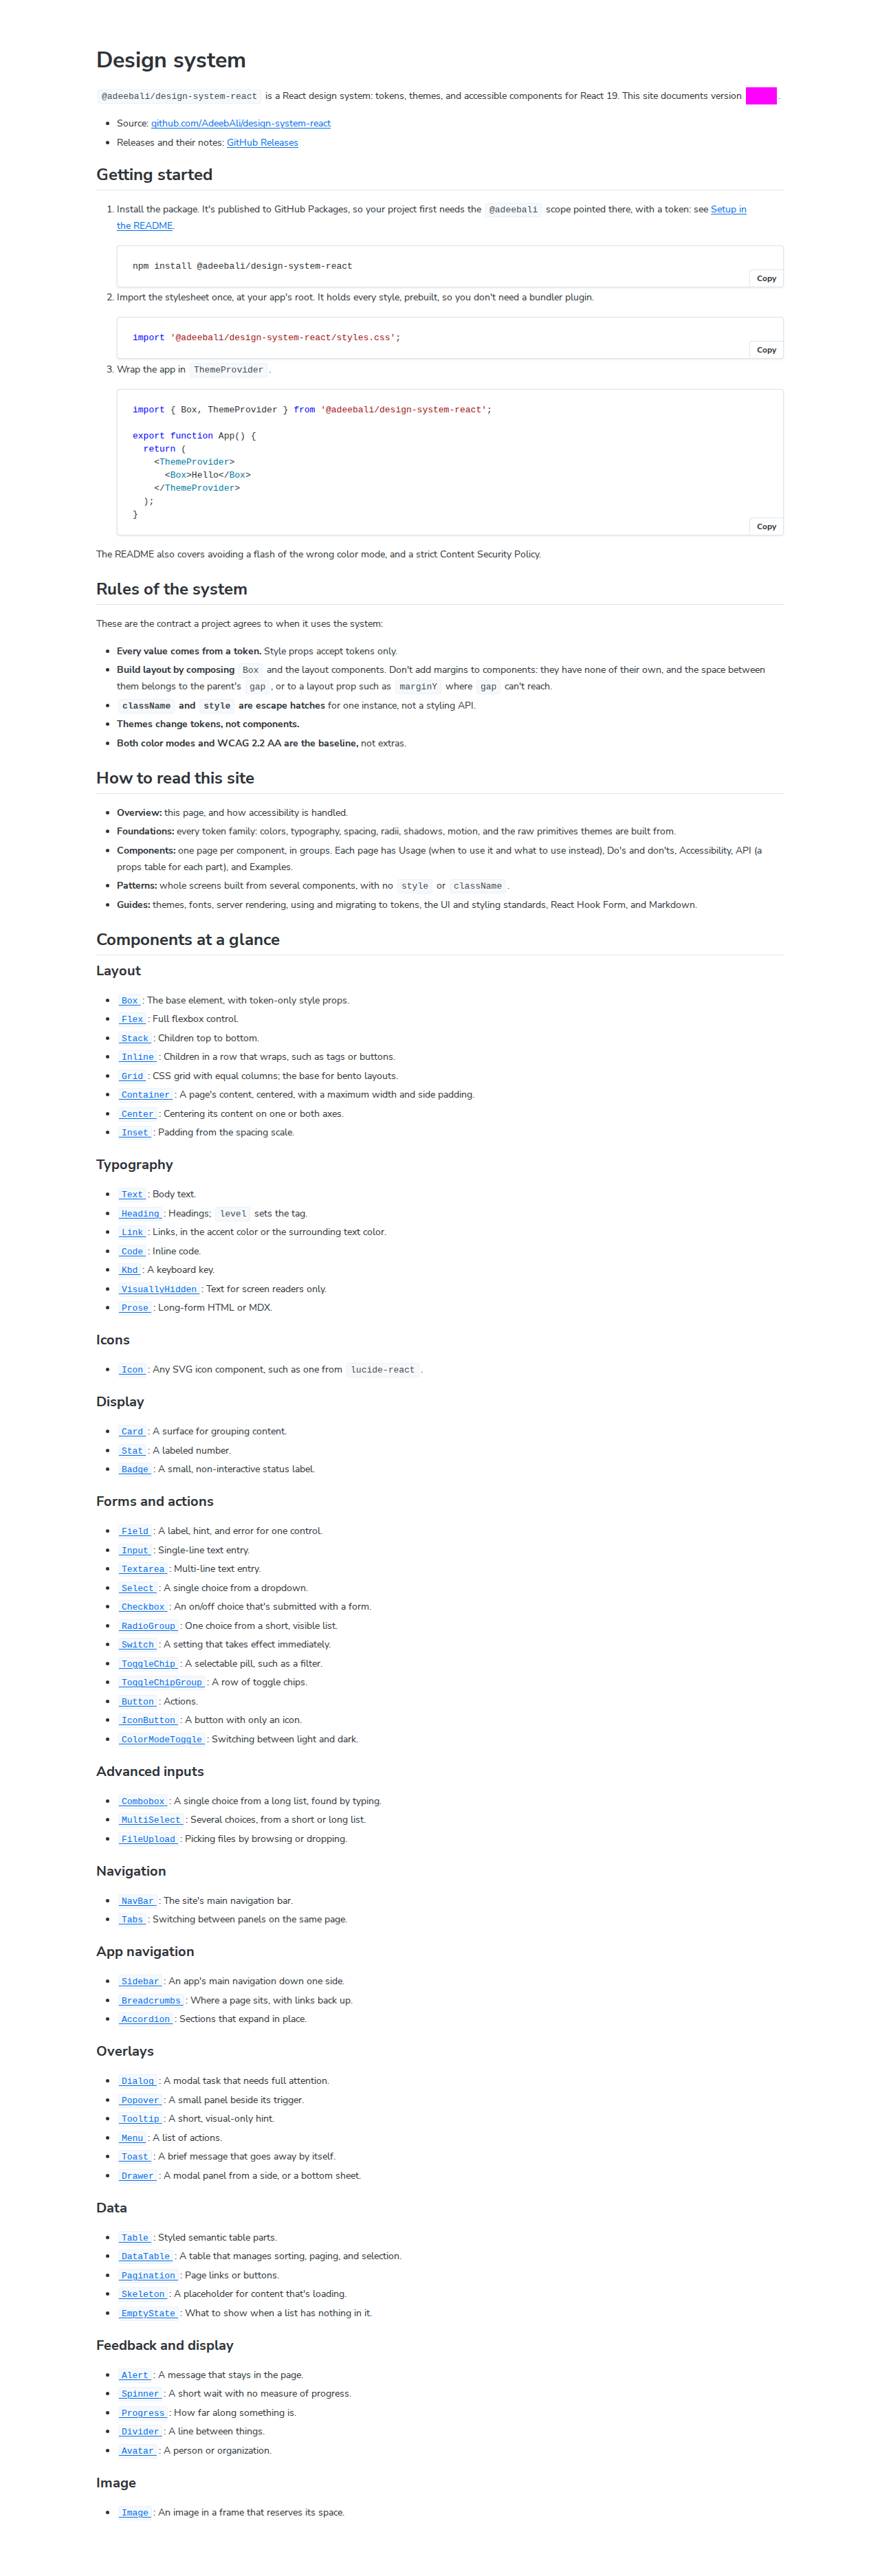 Design system
@adeebali/design-system-react is a React design system: tokens, themes, and accessible components for React 19. This site documents version .
Source: github.com/AdeebAli/design-system-react
Releases and their notes: GitHub Releases
Getting started
1. Install the package. It's published to GitHub Packages, so your project first needs the @adeebali scope pointed there, with a token: see Setup in
the README.
npm install @adeebali/design-system-react
Copy
2. Import the stylesheet once, at your app's root. It holds every style, prebuilt, so you don't need a bundler plugin.
import '@adeebali/design-system-react/styles.css';
Copy
3. Wrap the app in ThemeProvider.
import { Box, ThemeProvider } from '@adeebali/design-system-react';
export function App() {
return (
<ThemeProvider>
<Box>Hello</Box>
</ThemeProvider>
);
}
Copy
The README also covers avoiding a flash of the wrong color mode, and a strict Content Security Policy.
Rules of the system
These are the contract a project agrees to when it uses the system:
Every value comes from a token. Style props accept tokens only.
Build layout by composing Box and the layout components. Don't add margins to components: they have none of their own, and the space between
them belongs to the parent's gap, or to a layout prop such as marginY where gap can't reach.
className and style are escape hatches for one instance, not a styling API.
Themes change tokens, not components.
Both color modes and WCAG 2.2 AA are the baseline, not extras.
How to read this site
Overview: this page, and how accessibility is handled.
Foundations: every token family: colors, typography, spacing, radii, shadows, motion, and the raw primitives themes are built from.
Components: one page per component, in groups. Each page has Usage (when to use it and what to use instead), Do's and don'ts, Accessibility, API (a
props table for each part), and Examples.
Patterns: whole screens built from several components, with no style or className.
Guides: themes, fonts, server rendering, using and migrating to tokens, the UI and styling standards, React Hook Form, and Markdown.
Components at a glance
Layout
Box: The base element, with token-only style props.
Flex: Full flexbox control.
Stack: Children top to bottom.
Inline: Children in a row that wraps, such as tags or buttons.
Grid: CSS grid with equal columns; the base for bento layouts.
Container: A page's content, centered, with a maximum width and side padding.
Center: Centering its content on one or both axes.
Inset: Padding from the spacing scale.
Typography
Text: Body text.
Heading: Headings; level sets the tag.
Link: Links, in the accent color or the surrounding text color.
Code: Inline code.
Kbd: A keyboard key.
VisuallyHidden: Text for screen readers only.
Prose: Long-form HTML or MDX.
Icons
Icon: Any SVG icon component, such as one from lucide-react.
Display
Card: A surface for grouping content.
Stat: A labeled number.
Badge: A small, non-interactive status label.
Forms and actions
Field: A label, hint, and error for one control.
Input: Single-line text entry.
Textarea: Multi-line text entry.
Select: A single choice from a dropdown.
Checkbox: An on/off choice that's submitted with a form.
RadioGroup: One choice from a short, visible list.
Switch: A setting that takes effect immediately.
ToggleChip: A selectable pill, such as a filter.
ToggleChipGroup: A row of toggle chips.
Button: Actions.
IconButton: A button with only an icon.
ColorModeToggle: Switching between light and dark.
Advanced inputs
Combobox: A single choice from a long list, found by typing.
MultiSelect: Several choices, from a short or long list.
FileUpload: Picking files by browsing or dropping.
Navigation
NavBar: The site's main navigation bar.
Tabs: Switching between panels on the same page.
App navigation
Sidebar: An app's main navigation down one side.
Breadcrumbs: Where a page sits, with links back up.
Accordion: Sections that expand in place.
Overlays
Dialog: A modal task that needs full attention.
Popover: A small panel beside its trigger.
Tooltip: A short, visual-only hint.
Menu: A list of actions.
Toast: A brief message that goes away by itself.
Drawer: A modal panel from a side, or a bottom sheet.
Data
Table: Styled semantic table parts.
DataTable: A table that manages sorting, paging, and selection.
Pagination: Page links or buttons.
Skeleton: A placeholder for content that's loading.
EmptyState: What to show when a list has nothing in it.
Feedback and display
Alert: A message that stays in the page.
Spinner: A short wait with no measure of progress.
Progress: How far along something is.
Divider: A line between things.
Avatar: A person or organization.
Image
Image: An image in a frame that reserves its space.